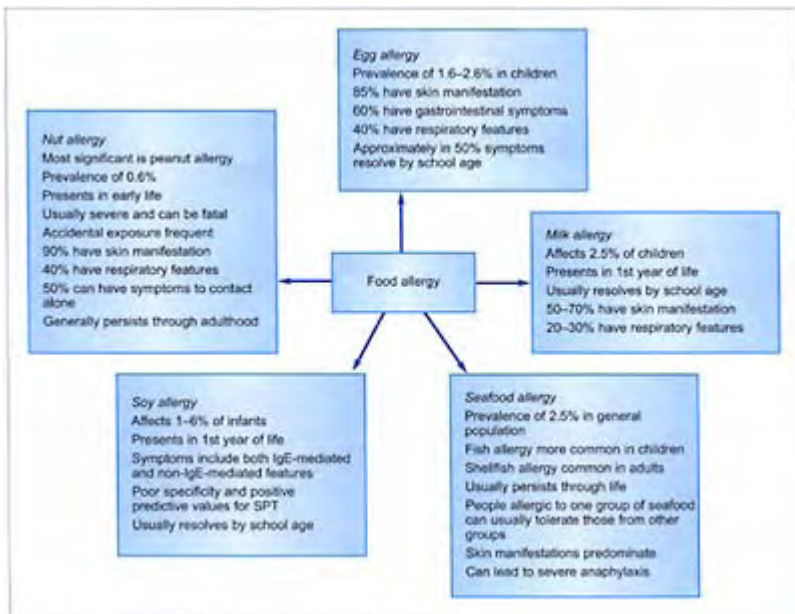 Egg allergy
Prevalence of 1.6–2.6% in children
85% have skin manifestation
60% have gastrointestinal symptoms
40% have respiratory features
Approximately in 50% symptoms
resolve by school age
Nut allergy
Most significant is peanut allergy
Prevalence of 0.6%
Presents in early life
Usually severe and can be fatal
Accidental exposure frequent
90% have skin manifestation
40% have respiratory features
50% can have symptoms to contact
alone
Generally persists through adulthood
Food allergy
Milk allergy
Affects 2.5% of children
Presents in 1st year of life
Usually resolves by school age
50–70% have skin manifestation
20–30% have respiratory features
Soy allergy
Affects 1–6% of infants
Presents in 1st year of life
Symptoms include both IgE-mediated
and non-IgE-mediated features
Poor specificity and positive
predictive values for SPT
Usually resolves by school age
Seafood allergy
Prevalence of 2.5% in general
population
Fish allergy more common in children
Shellfish allergy common in adults
Usually persists through life
People allergic to one group of seafood
can usually tolerate those from other
groups
Skin manifestations predominate
Can lead to severe anaphylaxis